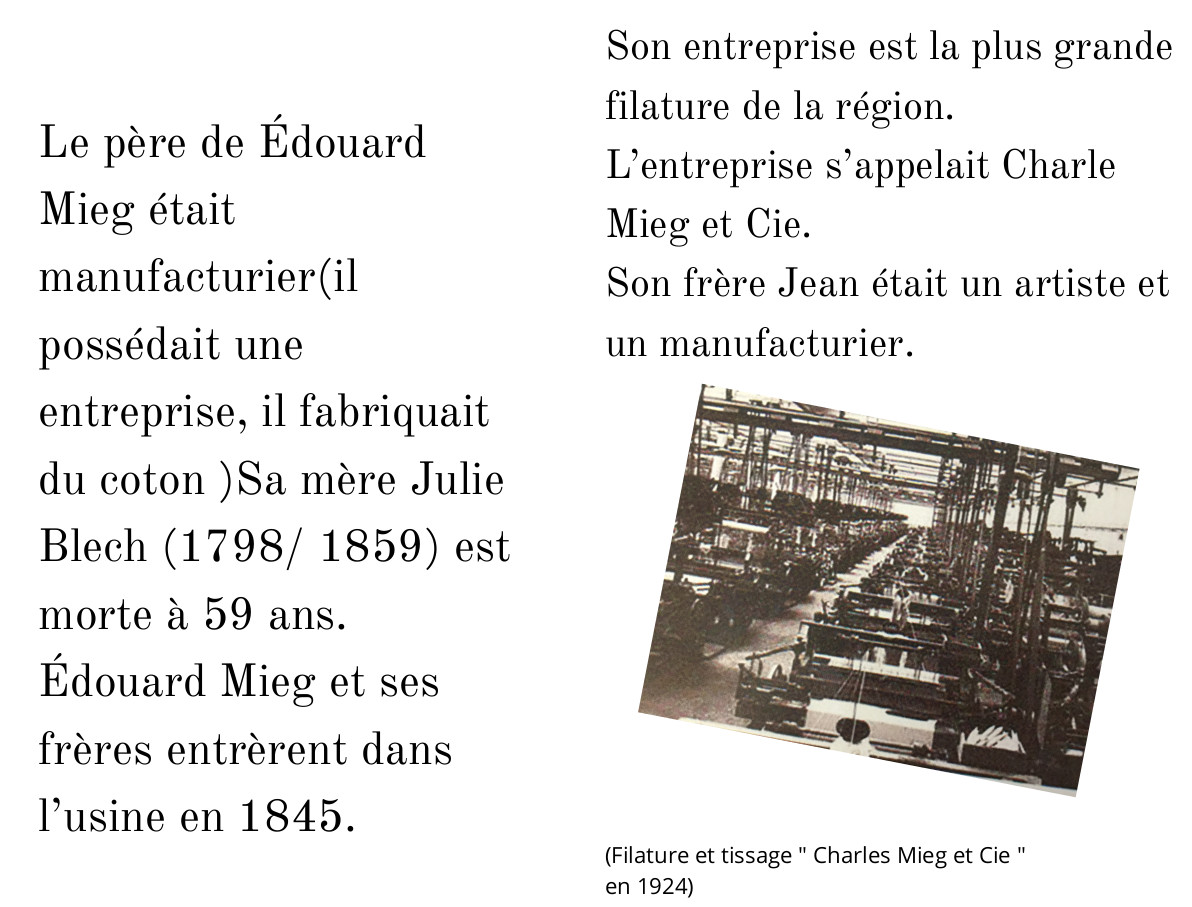 Le père de Édouard
Mieg était
manufacturier(il
possédait une
entreprise, il fabriquait
du coton )Sa mère Julie
Blech (1798/ 1859) est
morte à 59 ans.
Édouard Mieg et ses
frères entrèrent dans
l’usine en 1845.
Son entreprise est la plus grande
filature de la région.
L’entreprise s’appelait Charle
Mieg et Cie.
Son frère Jean était un artiste et
un manufacturier.
(Filature et tissage " Charles Mieg et Cie "
en 1924)